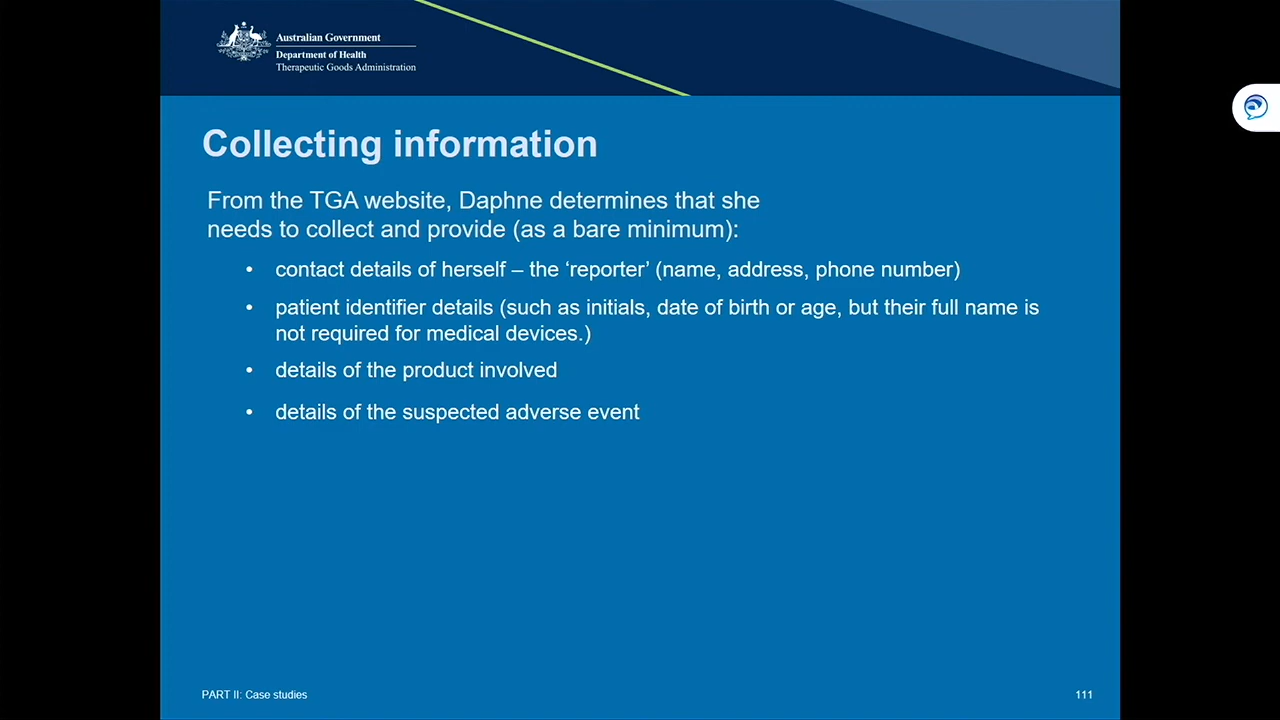 Australian Government
Department of Health
Therapeutic Goods Administration
Collecting information
From the TGA website, Daphne determines that she
needs to collect and provide (as a bare minimum):
• contact details of herself – the ‘reporter’ (name, address, phone number)
• patient identifier details (such as initials, date of birth or age, but their full name is
not required for medical devices.)
• details of the product involved
• details of the suspected adverse event
PART II: Case studies
111